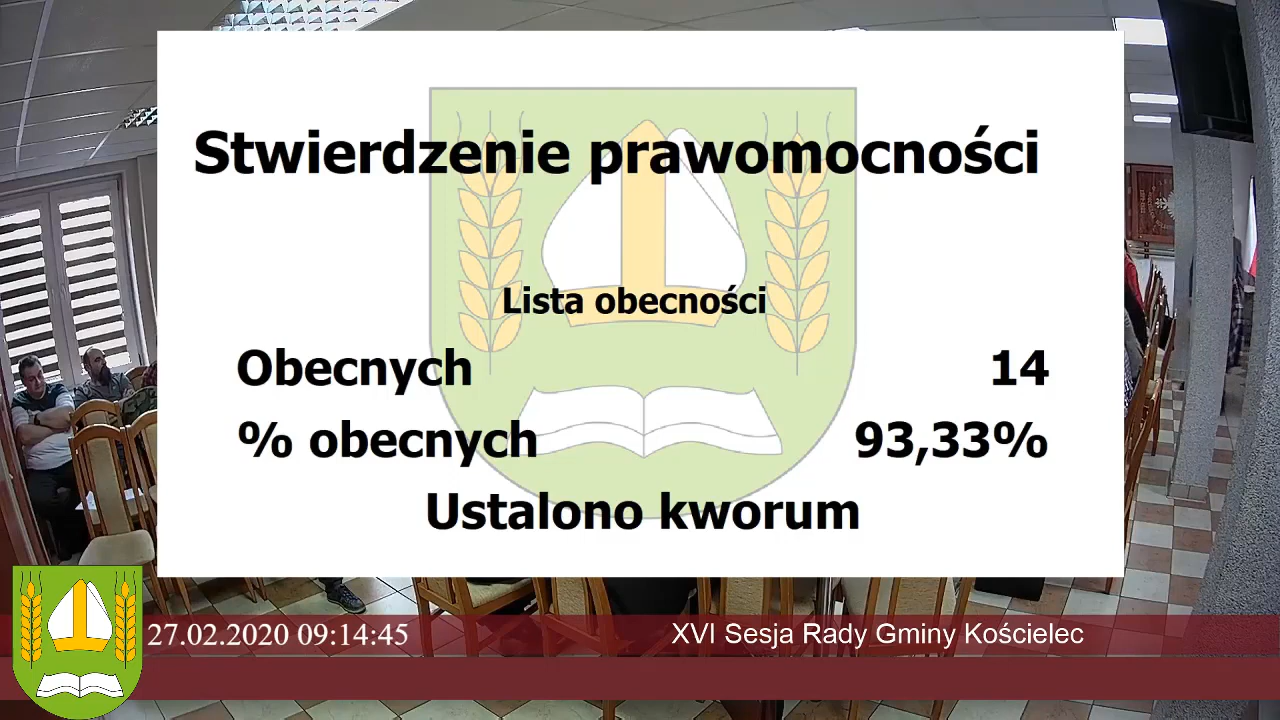 Stwierdzenie prawomocności
Lista obecności
Obecnych 14
% obecnych 93,33%
Ustalono kworum
27.02.2020 09:14:45
XVI Sesja Rady Gminy Kościelec